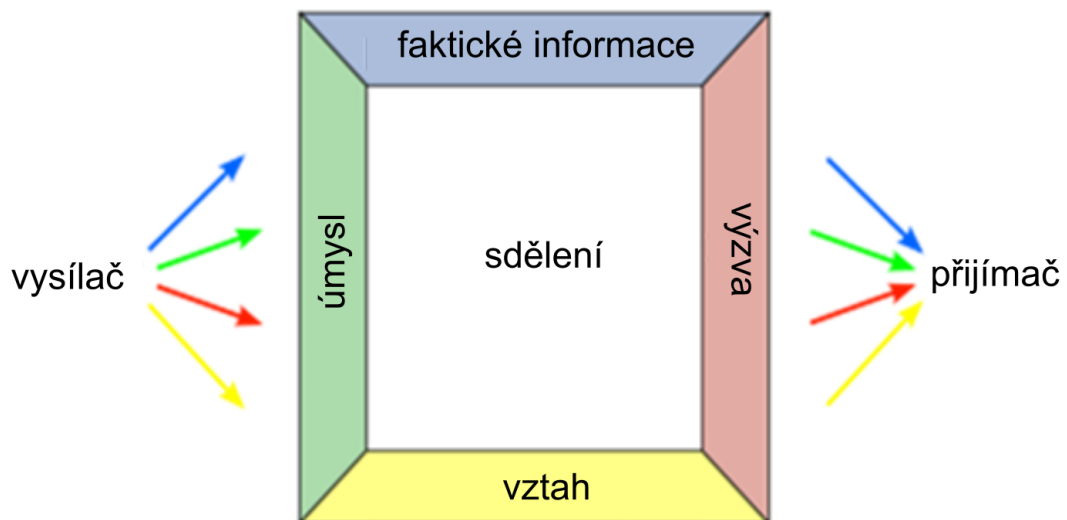 faktické informace
vysílač
úmysl
sdělení
výzva
přijímač
vztah